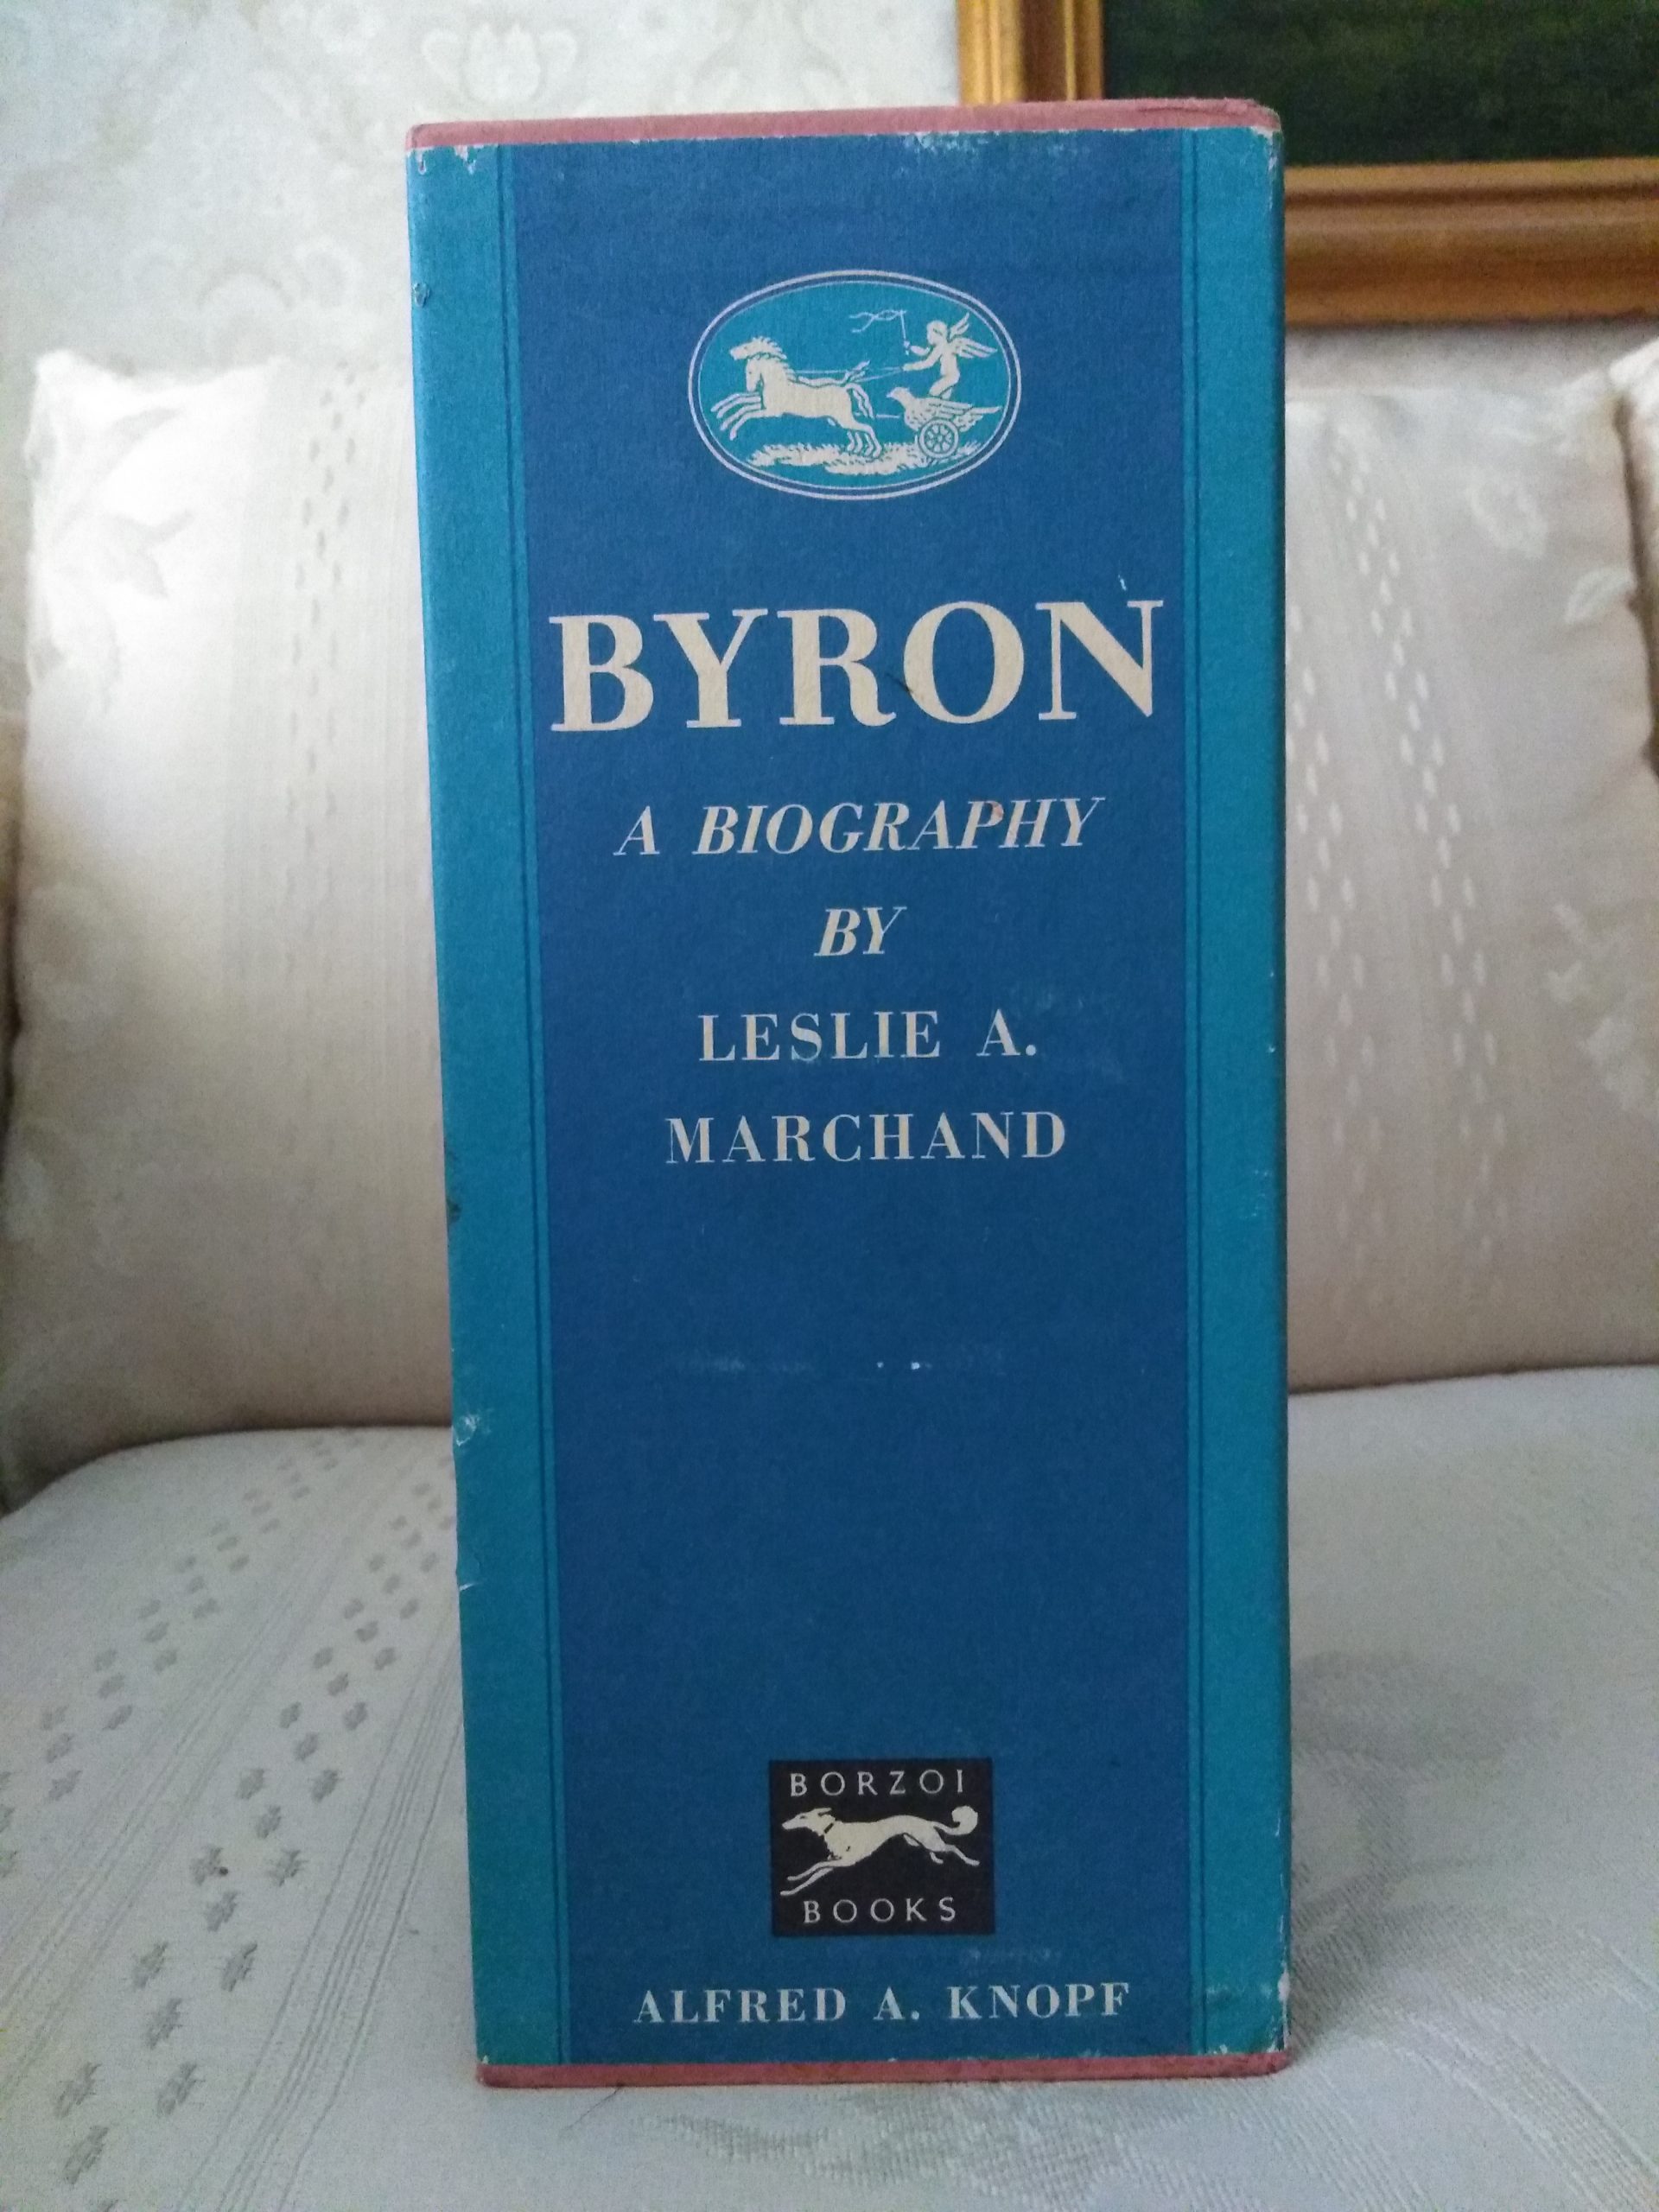 BYRON
A BIOGRAPHY
BY
LESLIE A.
MARCHAND
BORZOI
BOOKS
ALFRED A. KNOPF